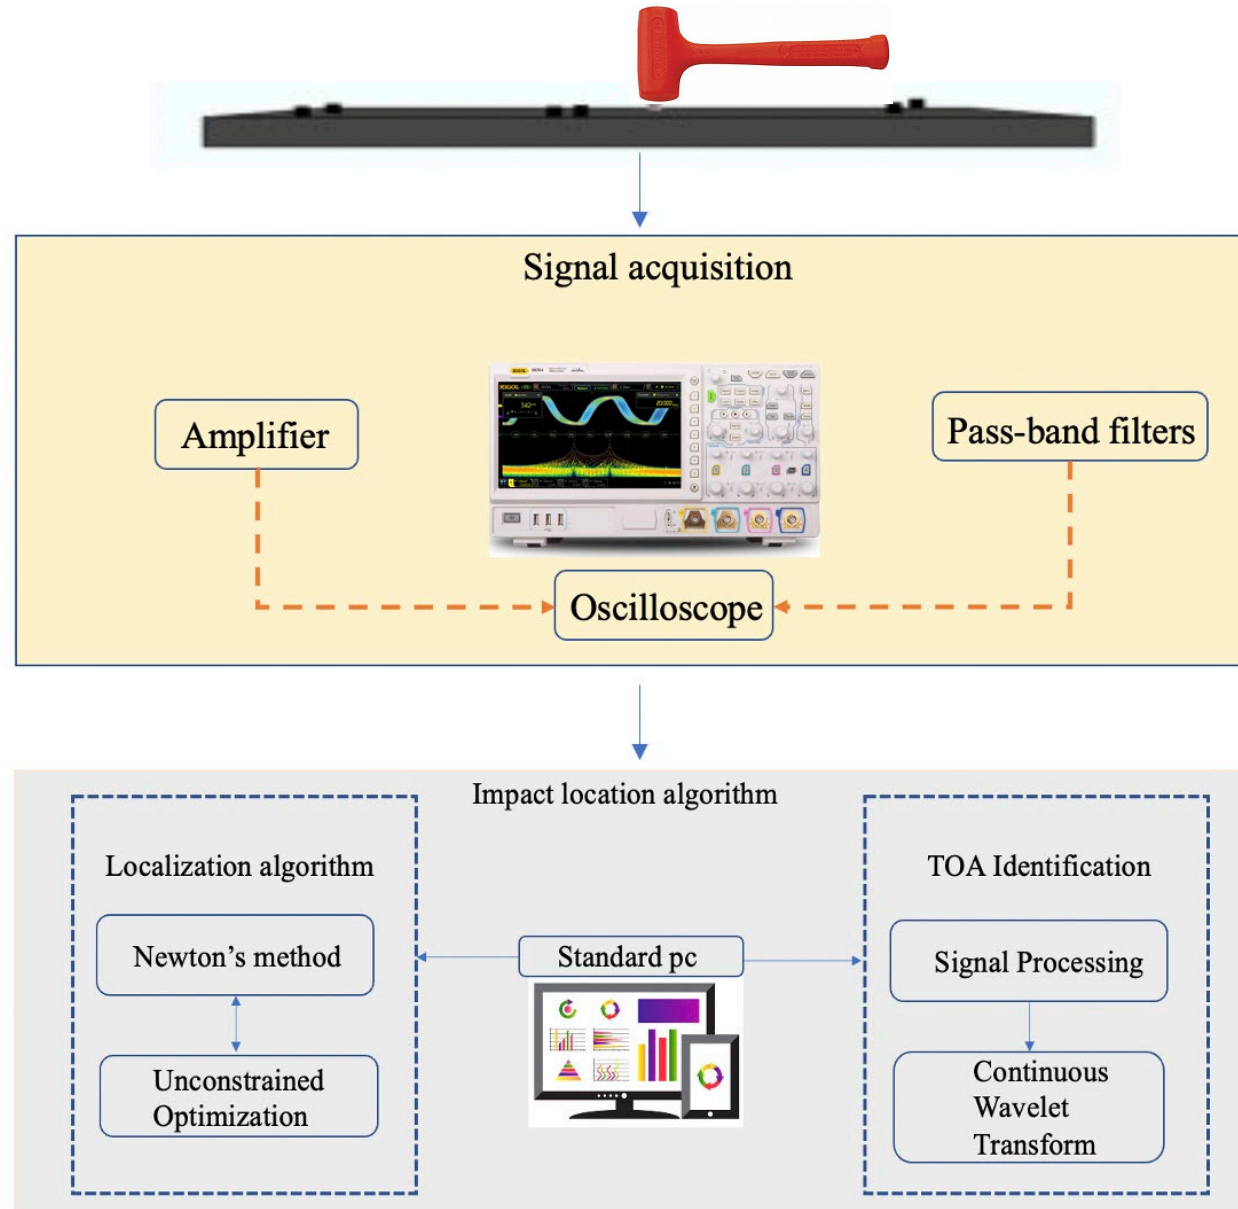 Signal acquisition
Amplifier
Pass-band filters
RIGOL
Oscilloscope
Impact location algorithm
Localization algorithm
TOA Identification
Newton’s method
Standard pc
Signal Processing
Unconstrained
Optimization
Continuous
Wavelet
Transform